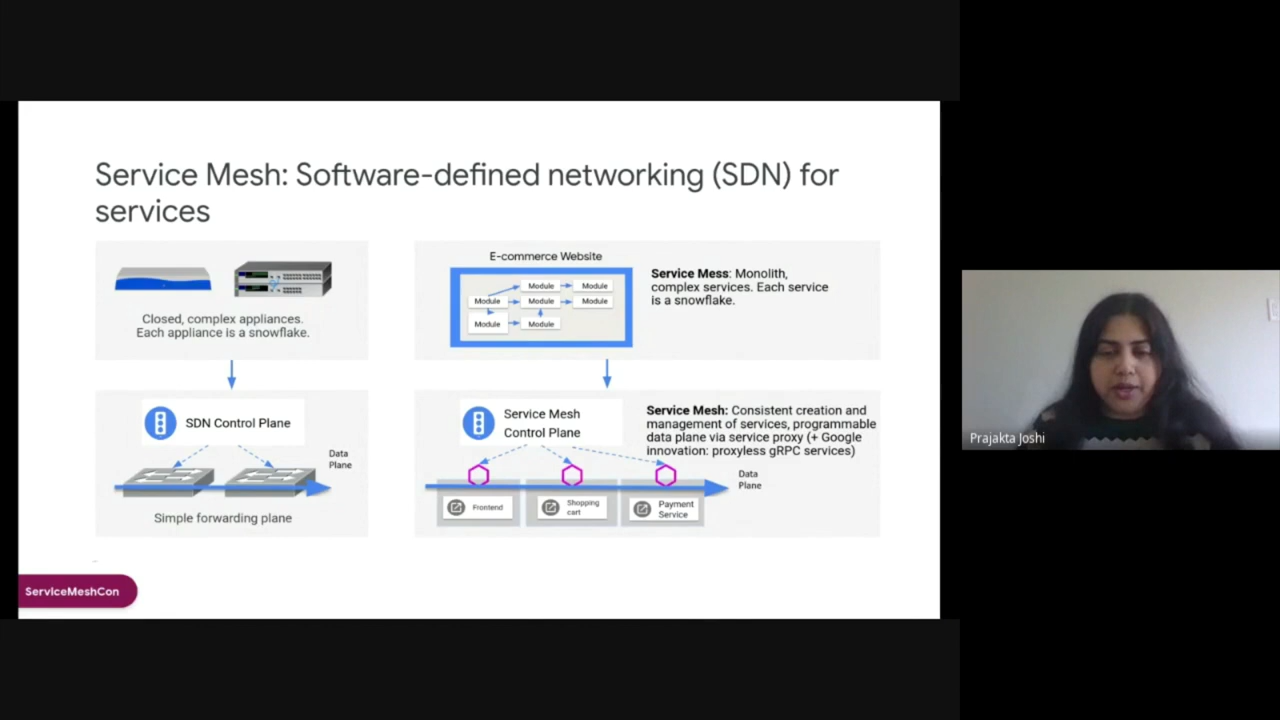 Service Mesh: Software-defined networking (SDN) for
services
Closed, complex appliances.
Each appliance is a snowflake.
SDN Control Plane
Data
Plane
Simple forwarding plane
E-commerce Website
Module
Module
Module
Module
Module
Module
Module
Service Mess: Monolith,
complex services. Each service
is a snowflake.
Service Mesh
Control Plane
Service Mesh: Consistent creation and
management of services, programmable
data plane via service proxy (+ Google
innovation: proxyless gRPC services)
Data
Plane
Frontend
Shopping
cart
Payment
Service
ServiceMeshCon
Prajakta Joshi